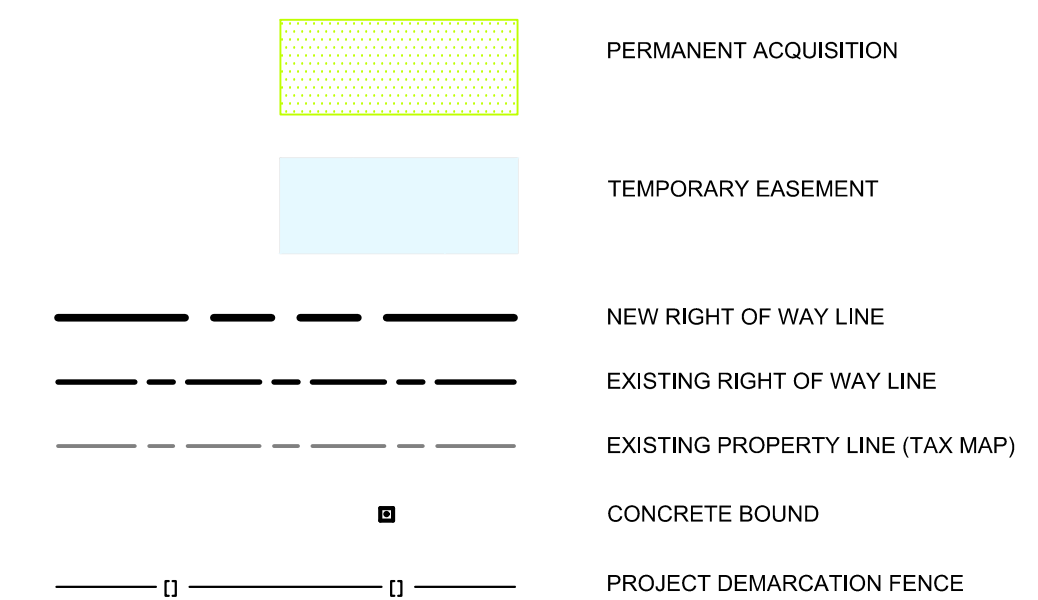 PERMANENT ACQUISITION
TEMPORARY EASEMENT
NEW RIGHT OF WAY LINE
EXISTING RIGHT OF WAY LINE
EXISTING PROPERTY LINE (TAX MAP)
CONCRETE BOUND
[] [] PROJECT DEMARCATION FENCE